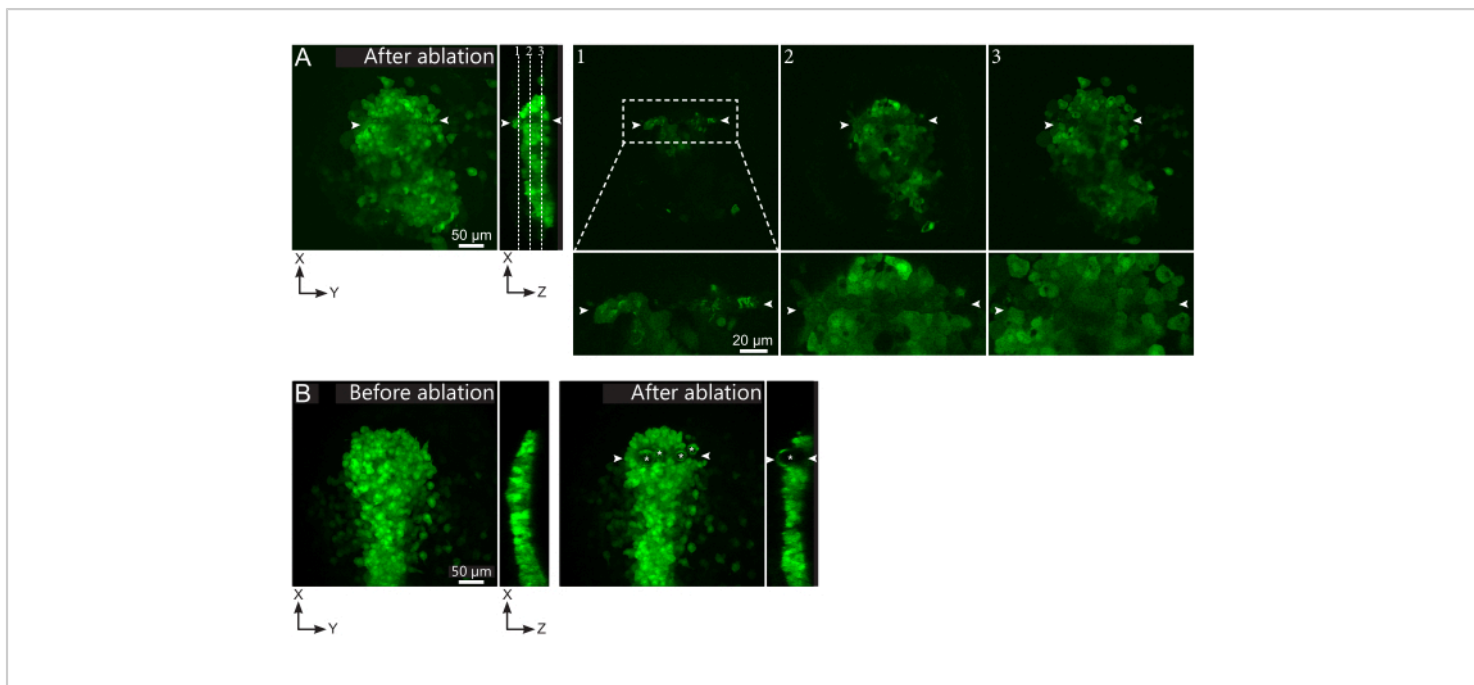 A After ablation
1 2 3
1
2
3
50 µm
X
Y
X
Z
20 µm
B Before ablation
After ablation
* * * *
*
50 µm
X
Y
X
Z